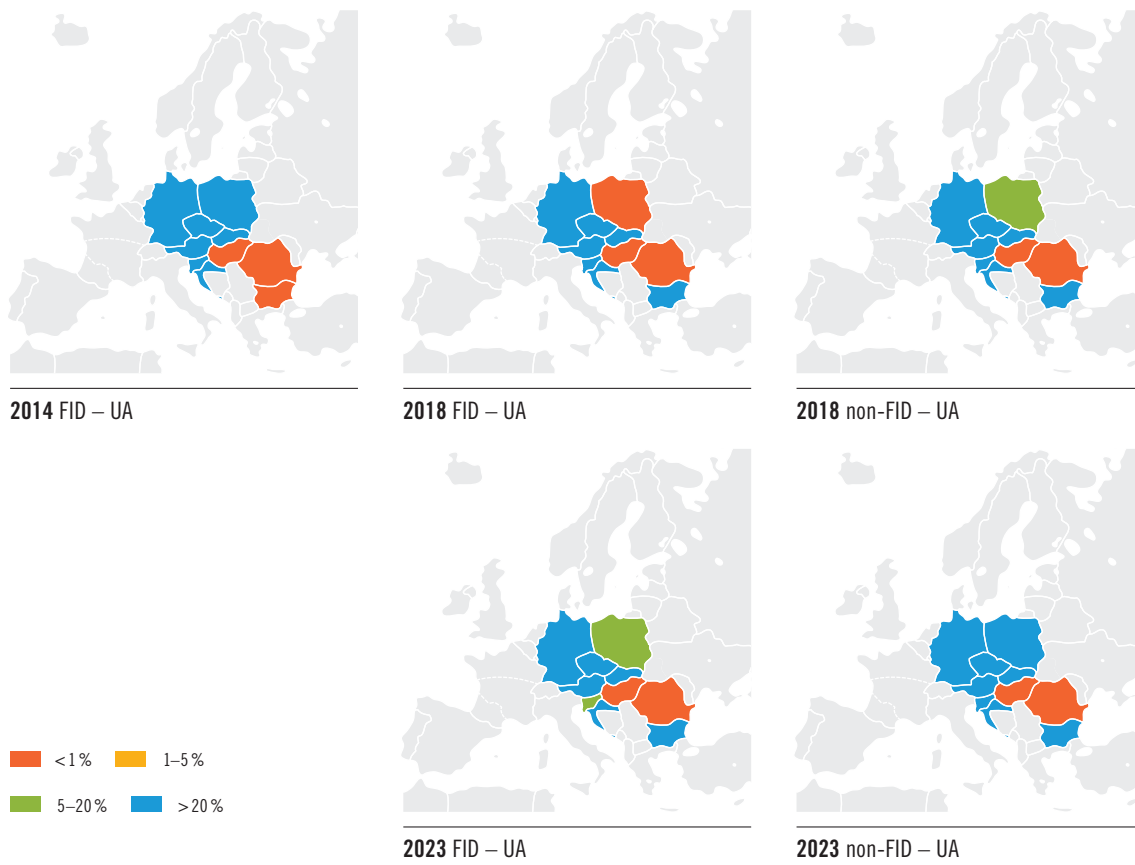 2014 FID – UA
2018 FID – UA
2018 non-FID – UA
<1 %
1–5 %
5–20 %
>20 %
2023 FID – UA
2023 non-FID – UA